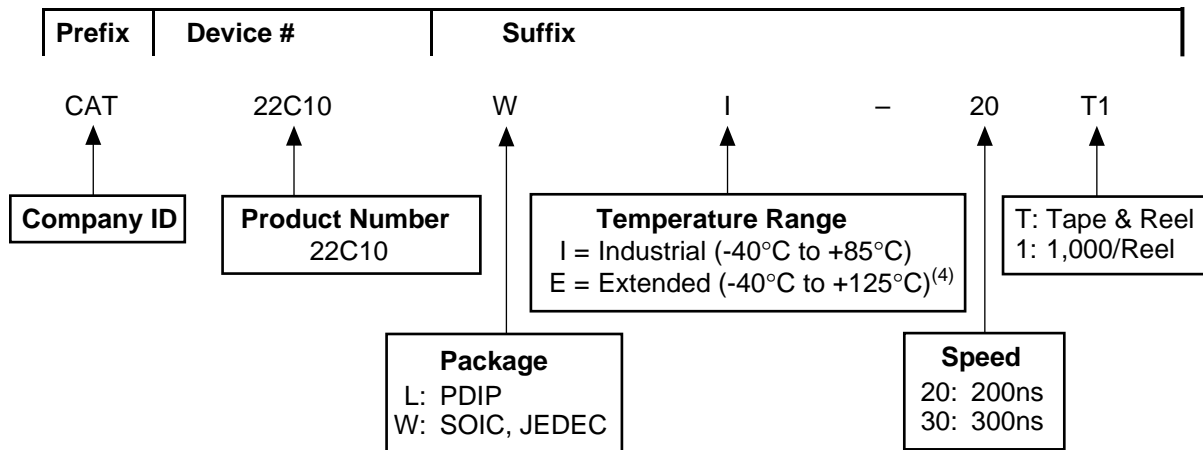 Prefix Device # Suffix
CAT 22C10 W I – 20 T1
Company ID
Product Number
22C10
Temperature Range
I = Industrial (-40°C to +85°C)
E = Extended (-40°C to +125°C)(4)
T: Tape & Reel
1: 1,000/Reel
Package
L: PDIP
W: SOIC, JEDEC
Speed
20: 200ns
30: 300ns